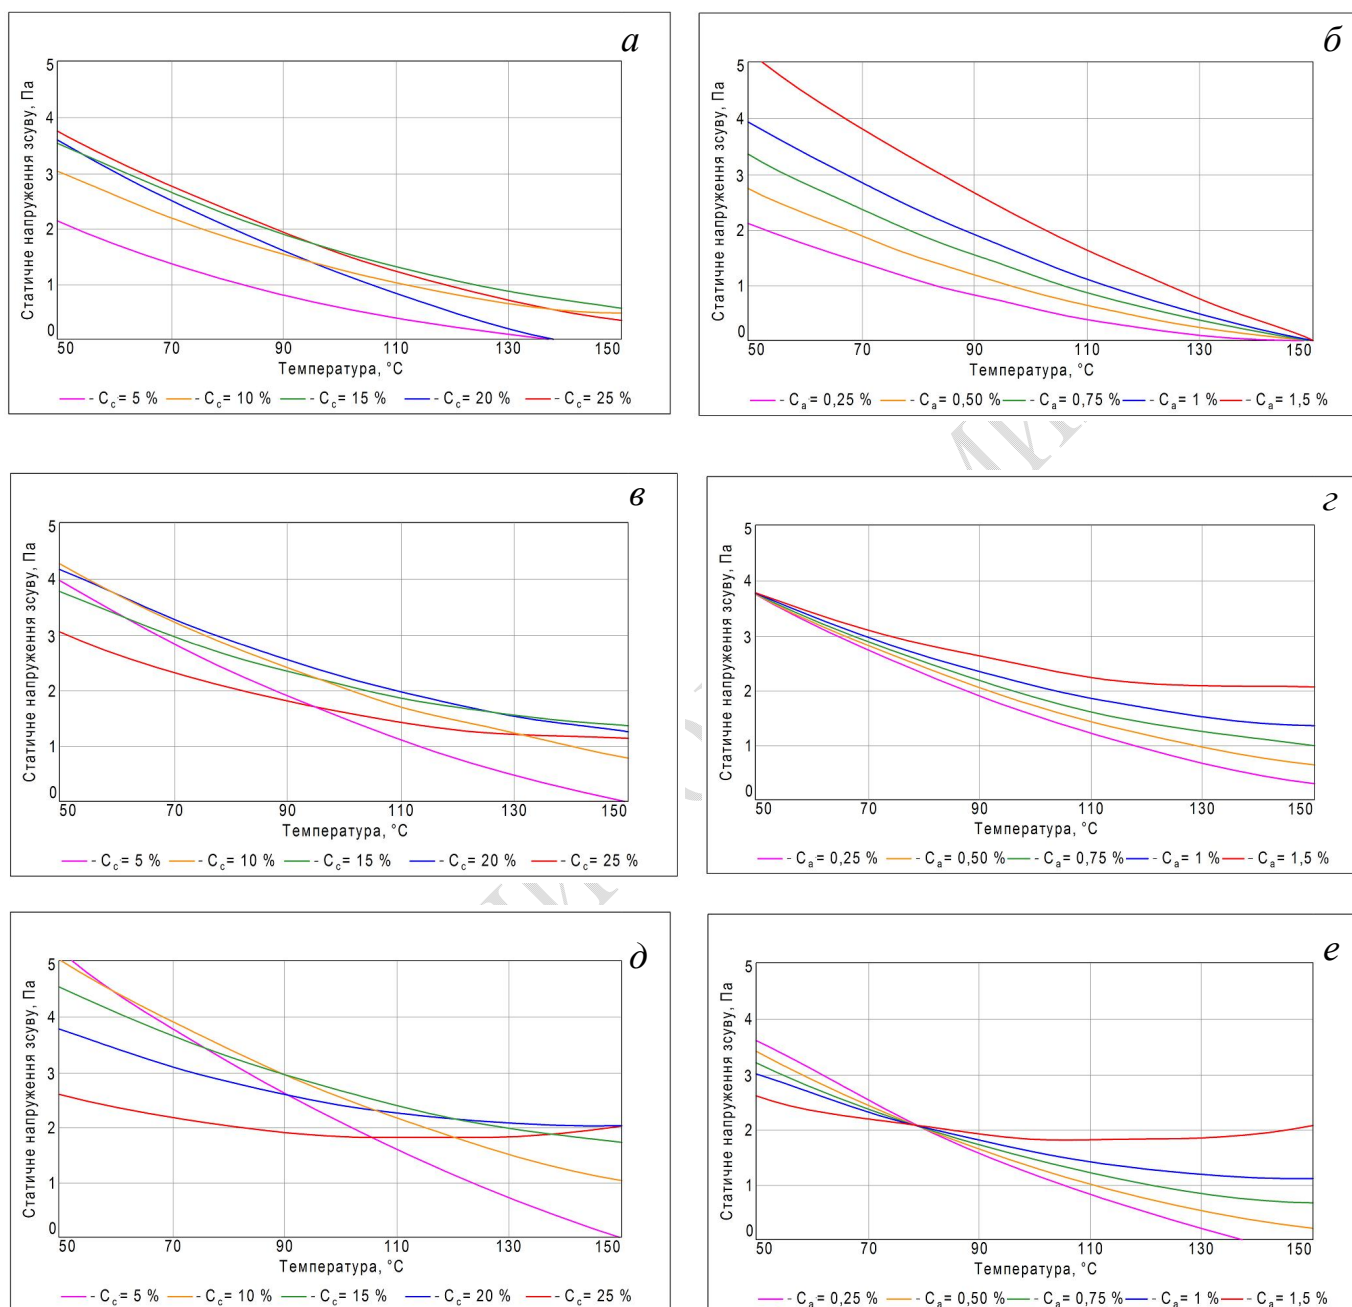 а
Статичне напруження зсуву, Па
5
4
3
2
1
0
50 70 90 110 130 150
Температура, °С
- Cс= 5 % - Cс= 10 % - Cс= 15 % - Cс= 20 % - Cс= 25 %
б
Статичне напруження зсуву, Па
5
4
3
2
1
0
50 70 90 110 130 150
Температура, °С
- Cа= 0,25 % - Cа= 0,50 % - Cа= 0,75 % - Cа= 1 % - Cа= 1,5 %
в
Статичне напруження зсуву, Па
5
4
3
2
1
0
50 70 90 110 130 150
Температура, °С
- Cс= 5 % - Cс= 10 % - Cс= 15 % - Cс= 20 % - Cс= 25 %
г
Статичне напруження зсуву, Па
5
4
3
2
1
0
50 70 90 110 130 150
Температура, °С
- Cа= 0,25 % - Cа= 0,50 % - Cа= 0,75 % - Cа= 1 % - Cа= 1,5 %
д
Статичне напруження зсуву, Па
5
4
3
2
1
0
50 70 90 110 130 150
Температура, °С
- Cс= 5 % - Cс= 10 % - Cс= 15 % - Cс= 20 % - Cс= 25 %
е
Статичне напруження зсуву, Па
5
4
3
2
1
0
50 70 90 110 130 150
Температура, °С
- Cа= 0,25 % - Cа= 0,50 % - Cа= 0,75 % - Cа= 1 % - Cа= 1,5 %